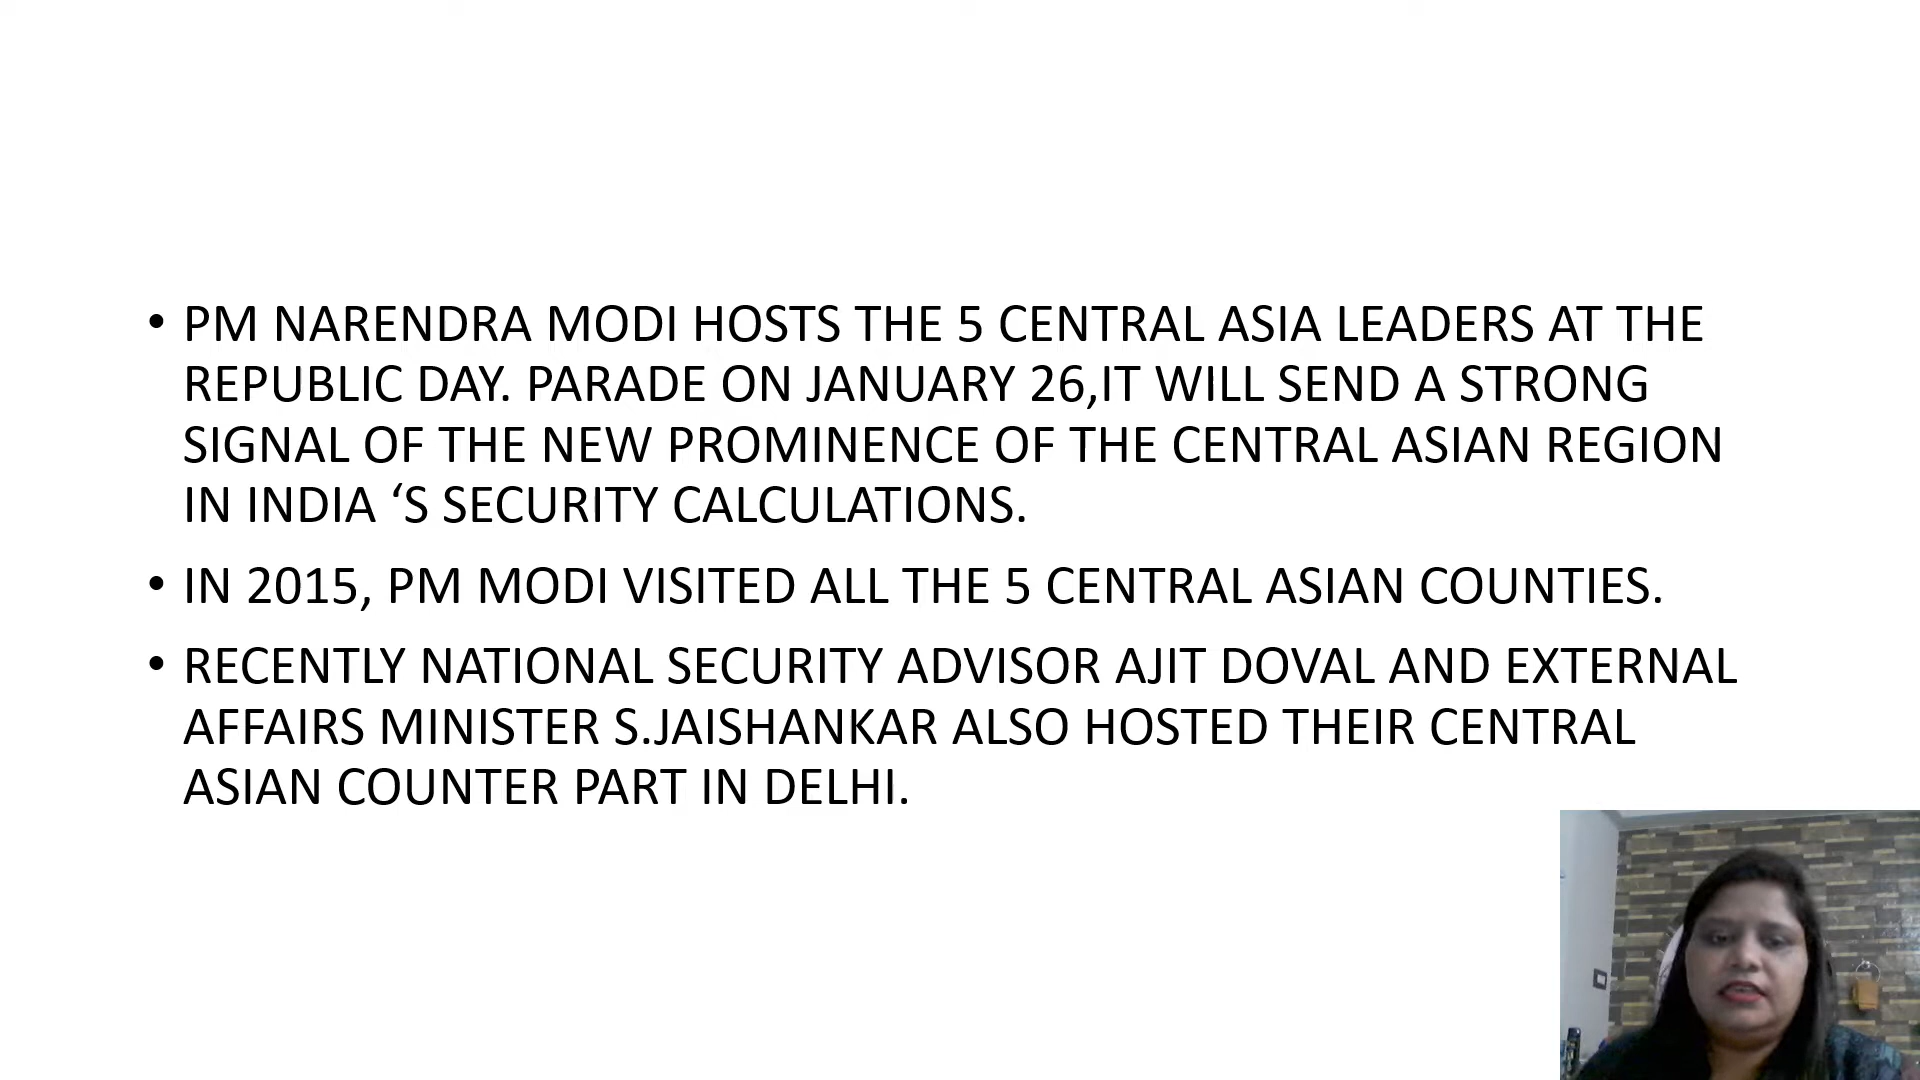 • PM NARENDRA MODI HOSTS THE 5 CENTRAL ASIA LEADERS AT THE
REPUBLIC DAY. PARADE ON JANUARY 26,IT WILL SEND A STRONG
SIGNAL OF THE NEW PROMINENCE OF THE CENTRAL ASIAN REGION
IN INDIA ‘S SECURITY CALCULATIONS.
• IN 2015, PM MODI VISITED ALL THE 5 CENTRAL ASIAN COUNTIES.
• RECENTLY NATIONAL SECURITY ADVISOR AJIT DOVAL AND EXTERNAL
AFFAIRS MINISTER S.JAISHANKAR ALSO HOSTED THEIR CENTRAL
ASIAN COUNTER PART IN DELHI.